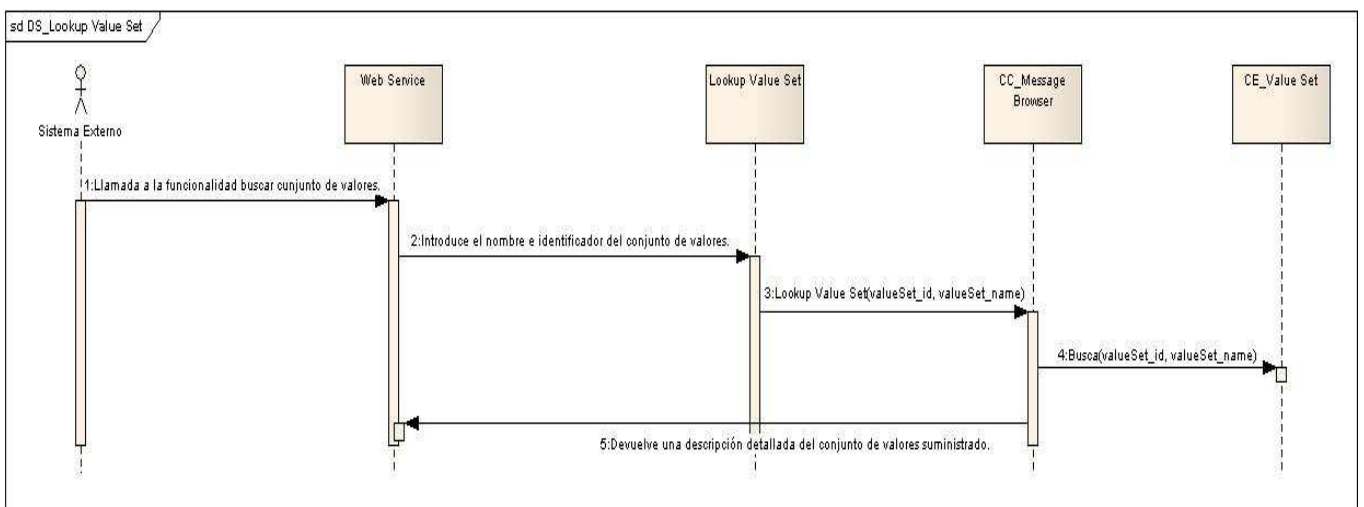 sd DS_Lookup Value Set
Sistema Externo
Web Service
Lookup Value Set
CC_Message
Browser
CE_Value Set
1:Llamada a la funcionalidad buscar cunjunto de valores.
2:Introduce el nombre e identificador del conjunto de valores.
3:Lookup Value Set(valueSet_id, valueSet_name)
4:Busca(valueSet_id, valueSet_name)
5:Devuelve una descripción detallada del conjunto de valores suministrado.